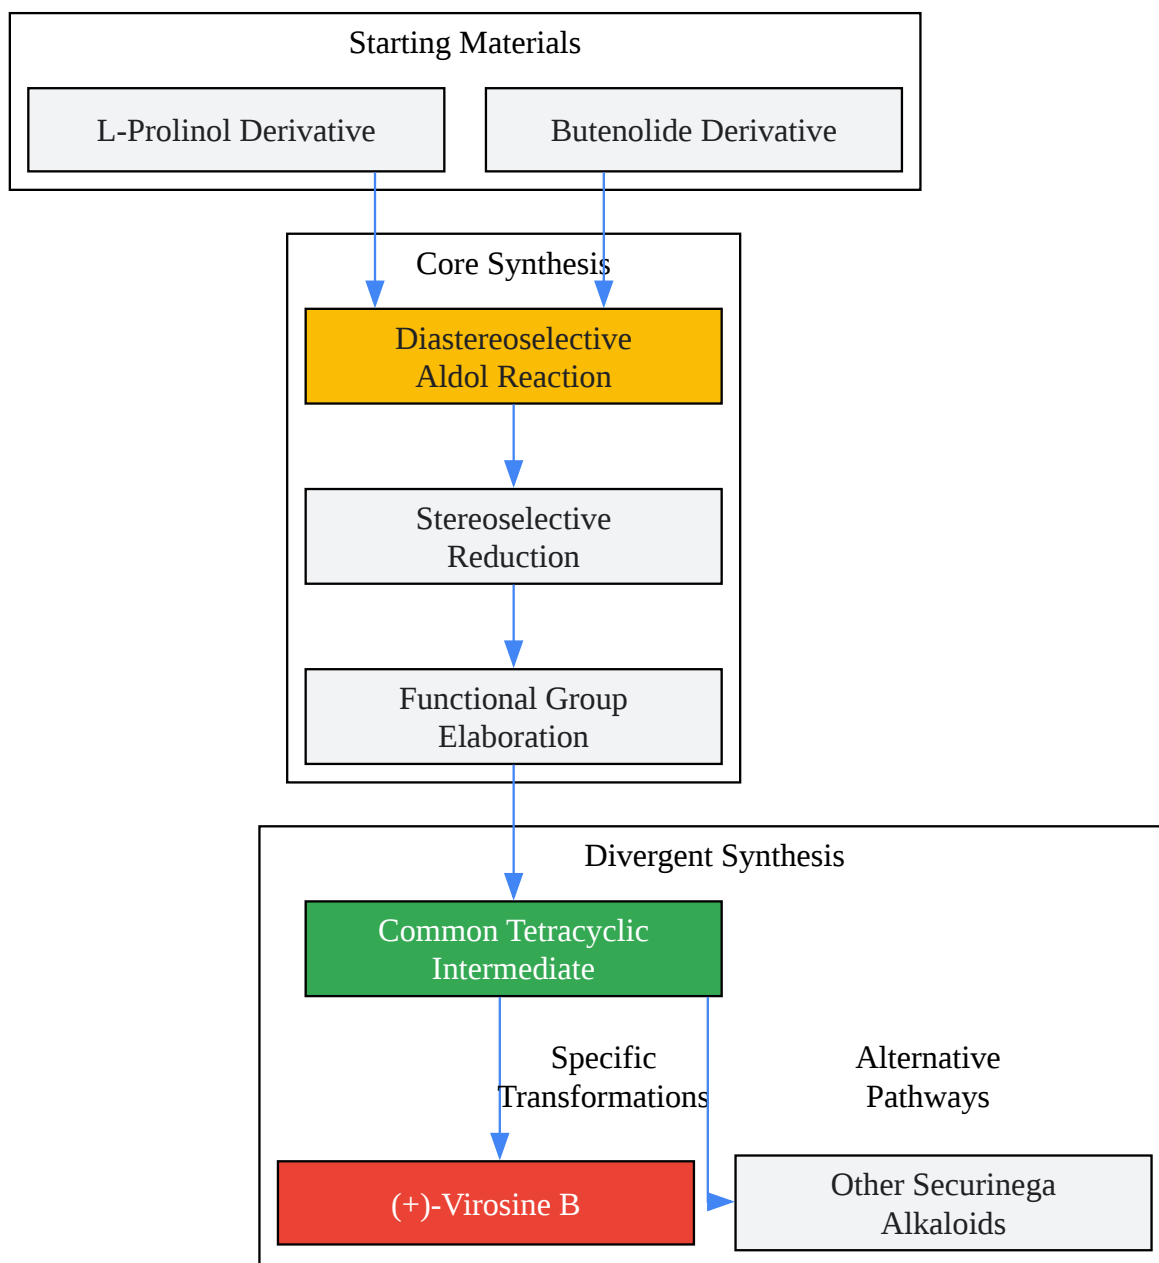 Starting Materials
L-Prolinol Derivative
Butenolide Derivative
Core Synthesis
Diastereoselective
Aldol Reaction
Stereoselective
Reduction
Functional Group
Elaboration
Divergent Synthesis
Common Tetracyclic
Intermediate
Specific
Transformations
Alternative
Pathways
(+)-Virosine B
Other Securinega
Alkaloids